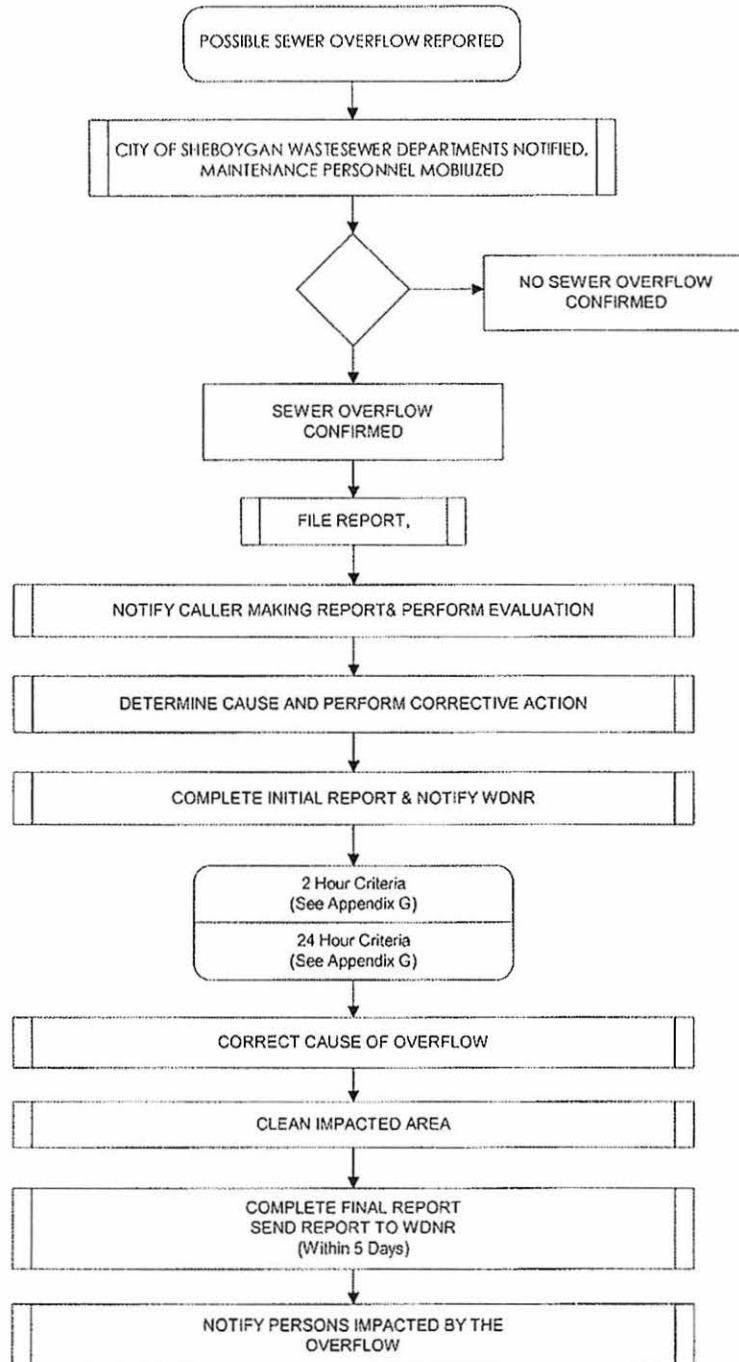 POSSIBLE SEWER OVERFLOW REPORTED
CITY OF SHEBOYGAN WASTESEWER DEPARTMENTS NOTIFIED,
MAINTENANCE PERSONNEL MOBILIZED
NO SEWER OVERFLOW
CONFIRMED
SEWER OVERFLOW
CONFIRMED
FILE REPORT,
NOTIFY CALLER MAKING REPORT& PERFORM EVALUATION
DETERMINE CAUSE AND PERFORM CORRECTIVE ACTION
COMPLETE INITIAL REPORT & NOTIFY WDNR
2 Hour Criteria
(See Appendix G)
24 Hour Criteria
(See Appendix G)
CORRECT CAUSE OF OVERFLOW
CLEAN IMPACTED AREA
COMPLETE FINAL REPORT
SEND REPORT TO WDNR
(Within 5 Days)
NOTIFY PERSONS IMPACTED BY THE
OVERFLOW